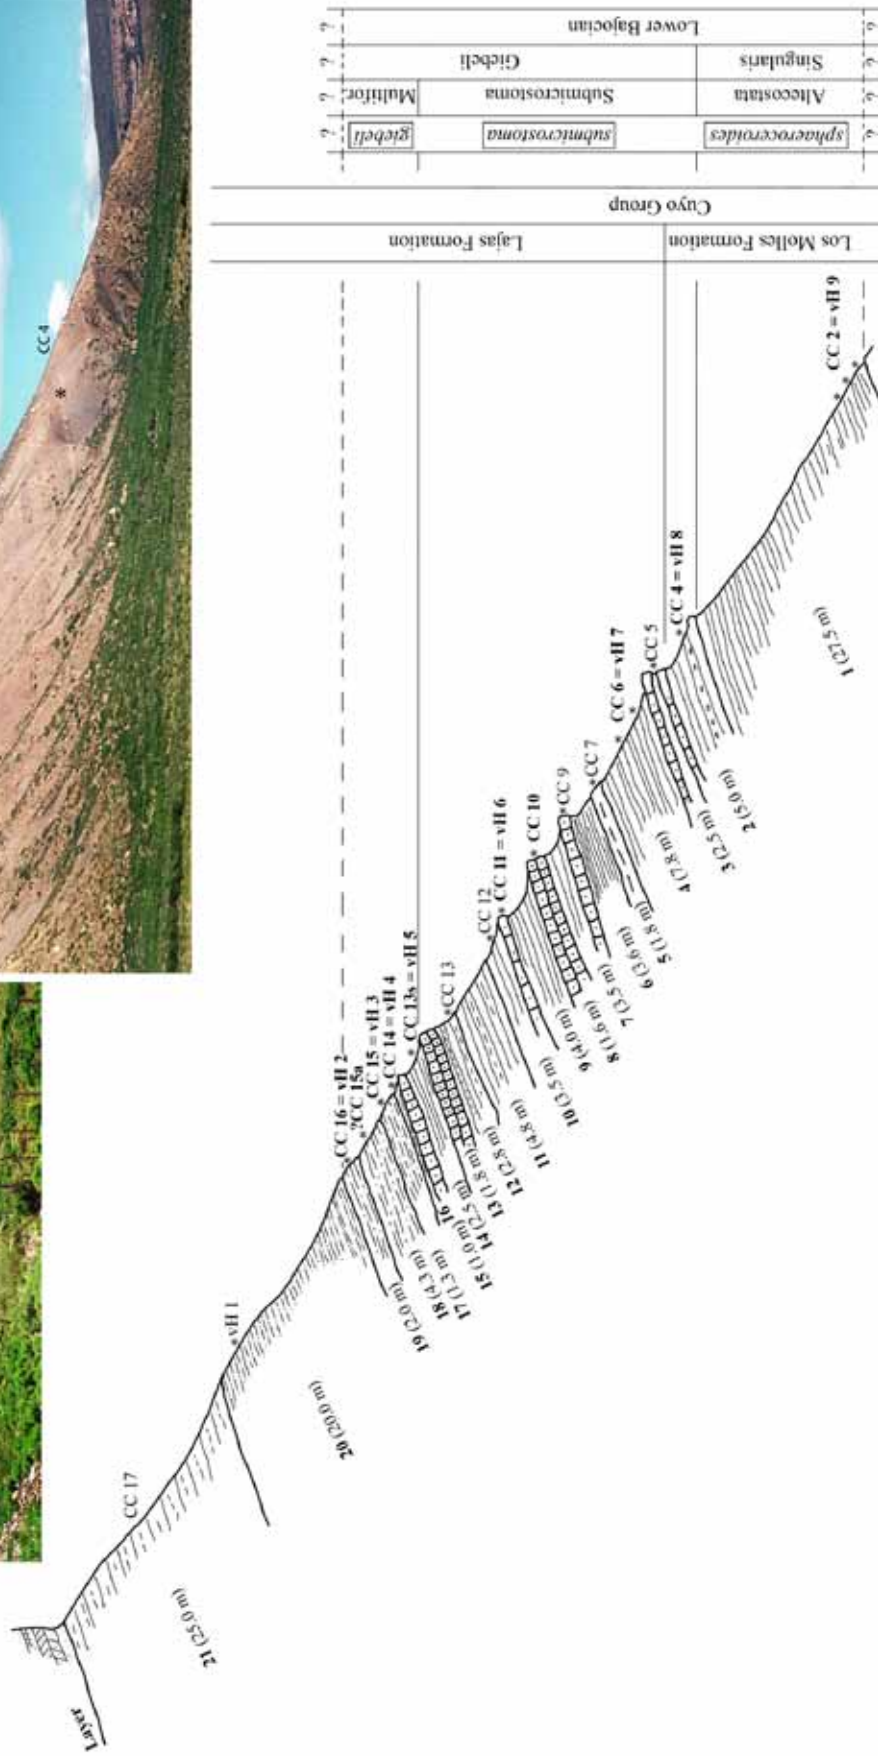 CC 4
*
? Lower Bajocian ?
? Giebeli Singularis ?
? Multifor. Submicrostoma Altecostata ?
? giebeli submicrostoma sphaeroceroides ?
Cuyo Group
Lajas Formation Los Molles Formation
CC 2 = vH 9
*CC 4 = vH 8
*CC 5
* CC 6 = vH 7
*CC 7
*CC 9
* CC 10
* CC 11 = vH 6
*CC 12
*CC 13
* CC 13s = vH 5
*CC 14 = vH 4
* CC 15 = vH 3
*?CC 15a
*CC 16 = vH 2
*vH 1
CC 17
Layer
21 (25.0 m)
20 (20.0 m)
19 (2.0 m)
18 (4.3 m)
17 (1.3 m)
16
15 (1.0 m)
14 (2.5 m)
13 (1.8 m)
12 (2.8 m)
11 (4.8 m)
10 (3.5 m)
9 (4.0 m)
8 (1.6 m)
7 (3.5 m)
6 (3.6 m)
5 (1.8 m)
4 (7.8 m)
3 (2.5 m)
2 (5.0 m)
1 (27.5 m)